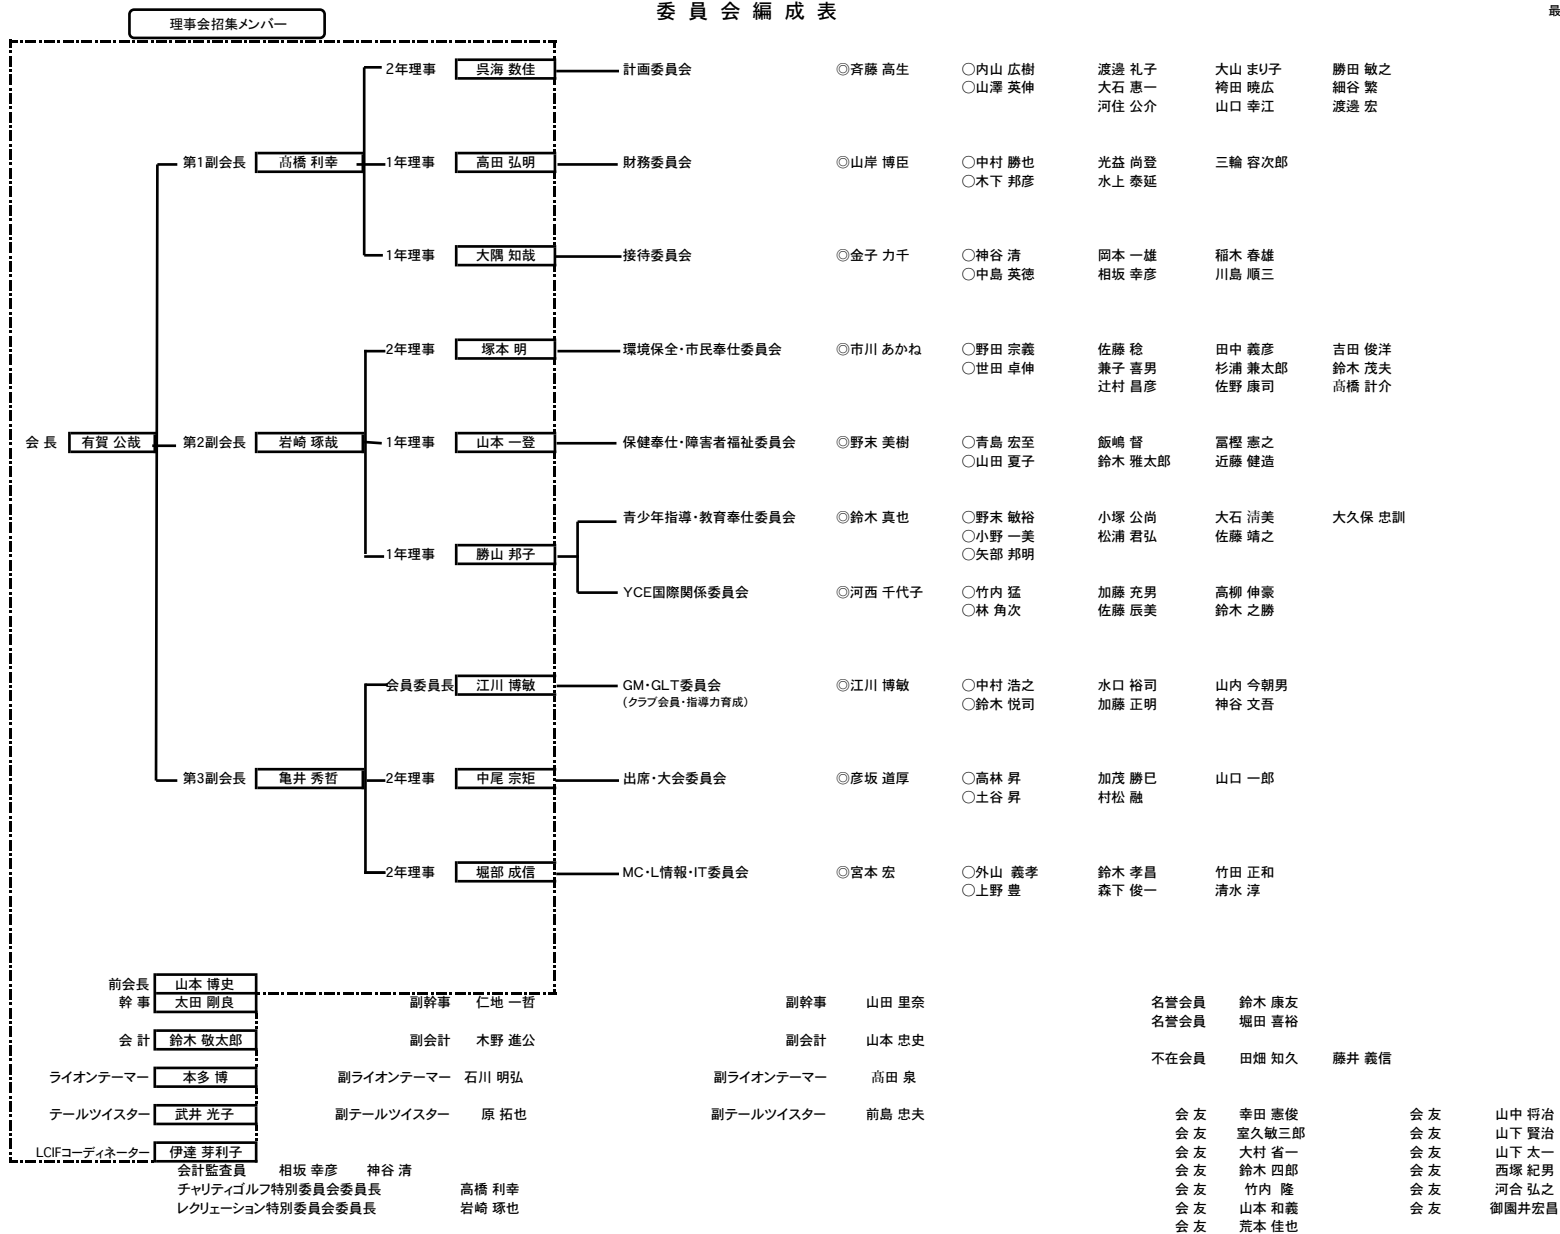 委 員 会 編 成 表
最
理事会招集メンバー
2年理事 呉海 数佳 計画委員会 ◎斉藤 高生 〇内山 広樹 渡邊 礼子 大山 まり子 勝田 敏之
〇山澤 英伸 大石 惠一 袴田 暁広 細谷 繁
河住 公介 山口 幸江 渡邊 宏
第1副会長 髙橋 利幸 1年理事 高田 弘明 財務委員会 ◎山岸 博臣 〇中村 勝也 光益 尚登 三輪 容次郎
〇木下 邦彦 水上 泰延
1年理事 大隅 知哉 接待委員会 ◎金子 力千 〇神谷 清 岡本 一雄 稲木 春雄
〇中島 英徳 相坂 幸彦 川島 順三
2年理事 塚本 明 環境保全・市民奉仕委員会 ◎市川 あかね 〇野田 宗義 佐藤 稔 田中 義彦 吉田 俊洋
〇世田 卓伸 兼子 喜男 杉浦 兼太郎 鈴木 茂夫
辻村 昌彦 佐野 康司 髙橋 計介
会 長 有賀 公哉 第2副会長 岩崎 琢哉 1年理事 山本 一登 保健奉仕・障害者福祉委員会 ◎野末 美樹 〇青島 宏至 飯嶋 督 冨樫 憲之
〇山田 夏子 鈴木 雅太郎 近藤 健造
青少年指導・教育奉仕委員会 ◎鈴木 真也 〇野末 敏裕 小塚 公尚 大石 淸美 大久保 忠訓
〇小野 一美 松浦 君弘 佐藤 靖之
1年理事 勝山 邦子 〇矢部 邦明
YCE国際関係委員会 ◎河西 千代子 〇竹内 猛 加藤 充男 高柳 伸豪
〇林 角次 佐藤 辰美 鈴木 之勝
会員委員長 江川 博敏 GM・GLT委員会 ◎江川 博敏 〇中村 浩之 水口 裕司 山内 今朝男
(クラブ会員・指導力育成) 〇鈴木 悦司 加藤 正明 神谷 文吾
第3副会長 亀井 秀哲 2年理事 中尾 宗矩 出席・大会委員会 ◎彦坂 道厚 〇高林 昇 加茂 勝巳 山口 一郎
〇土谷 昇 村松 融
2年理事 堀部 成信 MC・L情報・IT委員会 ◎宮本 宏 〇外山 義孝 鈴木 孝昌 竹田 正和
〇上野 豊 森下 俊一 清水 淳
前会長 山本 博史
幹 事 太田 剛良 副幹事 仁地 一哲 副幹事 山田 里奈 名誉会員 鈴木 康友
名誉会員 堀田 喜裕
会 計 鈴木 敬太郎 副会計 木野 進公 副会計 山本 忠史
不在会員 田畑 知久 藤井 義信
ライオンテーマー 本多 博 副ライオンテーマー 石川 明弘 副ライオンテーマー 髙田 泉
テールツイスター 武井 光子 副テールツイスター 原 拓也 副テールツイスター 前島 忠夫 会 友 幸田 憲俊 会 友 山中 将冶
会 友 室久敏三郎 会 友 山下 賢治
LCIFコーディネーター 伊達 芽利子 会 友 大村 省一 会 友 山下 太一
会計監査員 相坂 幸彦 神谷 清 会 友 鈴木 四郎 会 友 西塚 紀男
チャリティゴルフ特別委員会委員長 高橋 利幸 会 友 竹内 隆 会 友 河合 弘之
レクリェーション特別委員会委員長 岩崎 琢也 会 友 山本 和義 会 友 御園井宏昌
会 友 荒本 佳也